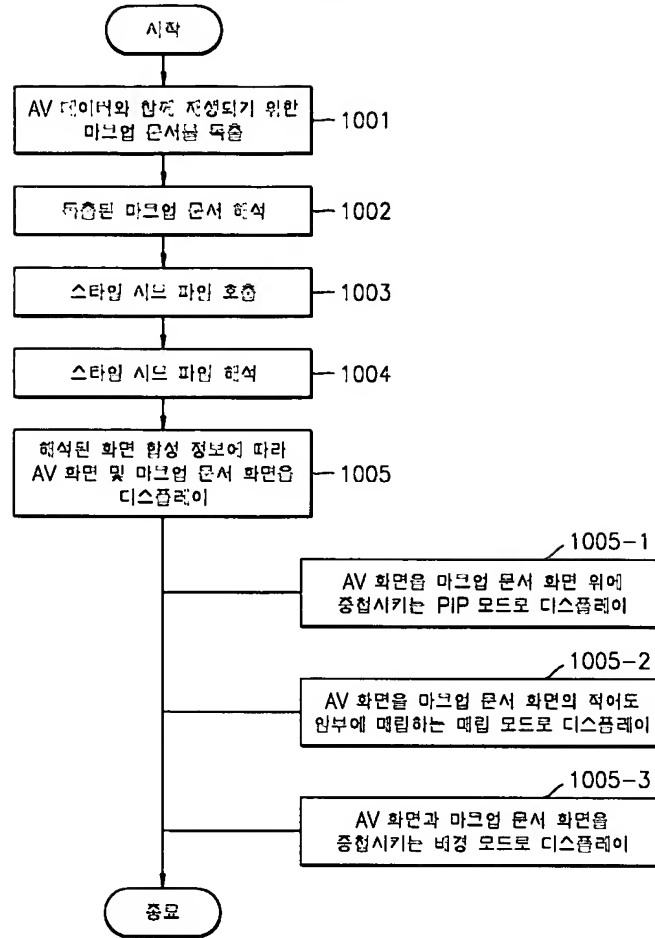 시작
AV 데이터와 함께 재생되기 위한
마크업 문서를 독출
1001
독출된 마크업 문서 해석
1002
스타일 시트 파일 호출
1003
스타일 시트 파일 해석
1004
해석된 화면 합성 정보에 따라
AV 화면 및 마크업 문서 화면을
디스플레이
1005
1005-1
AV 화면을 마크업 문서 화면 위에
중첩시키는 PIP 모드로 디스플레이
1005-2
AV 화면을 마크업 문서 화면의 적어도
일부에 매립하는 매립 모드로 디스플레이
1005-3
AV 화면과 마크업 문서 화면을
중첩시키는 배경 모드로 디스플레이
종료